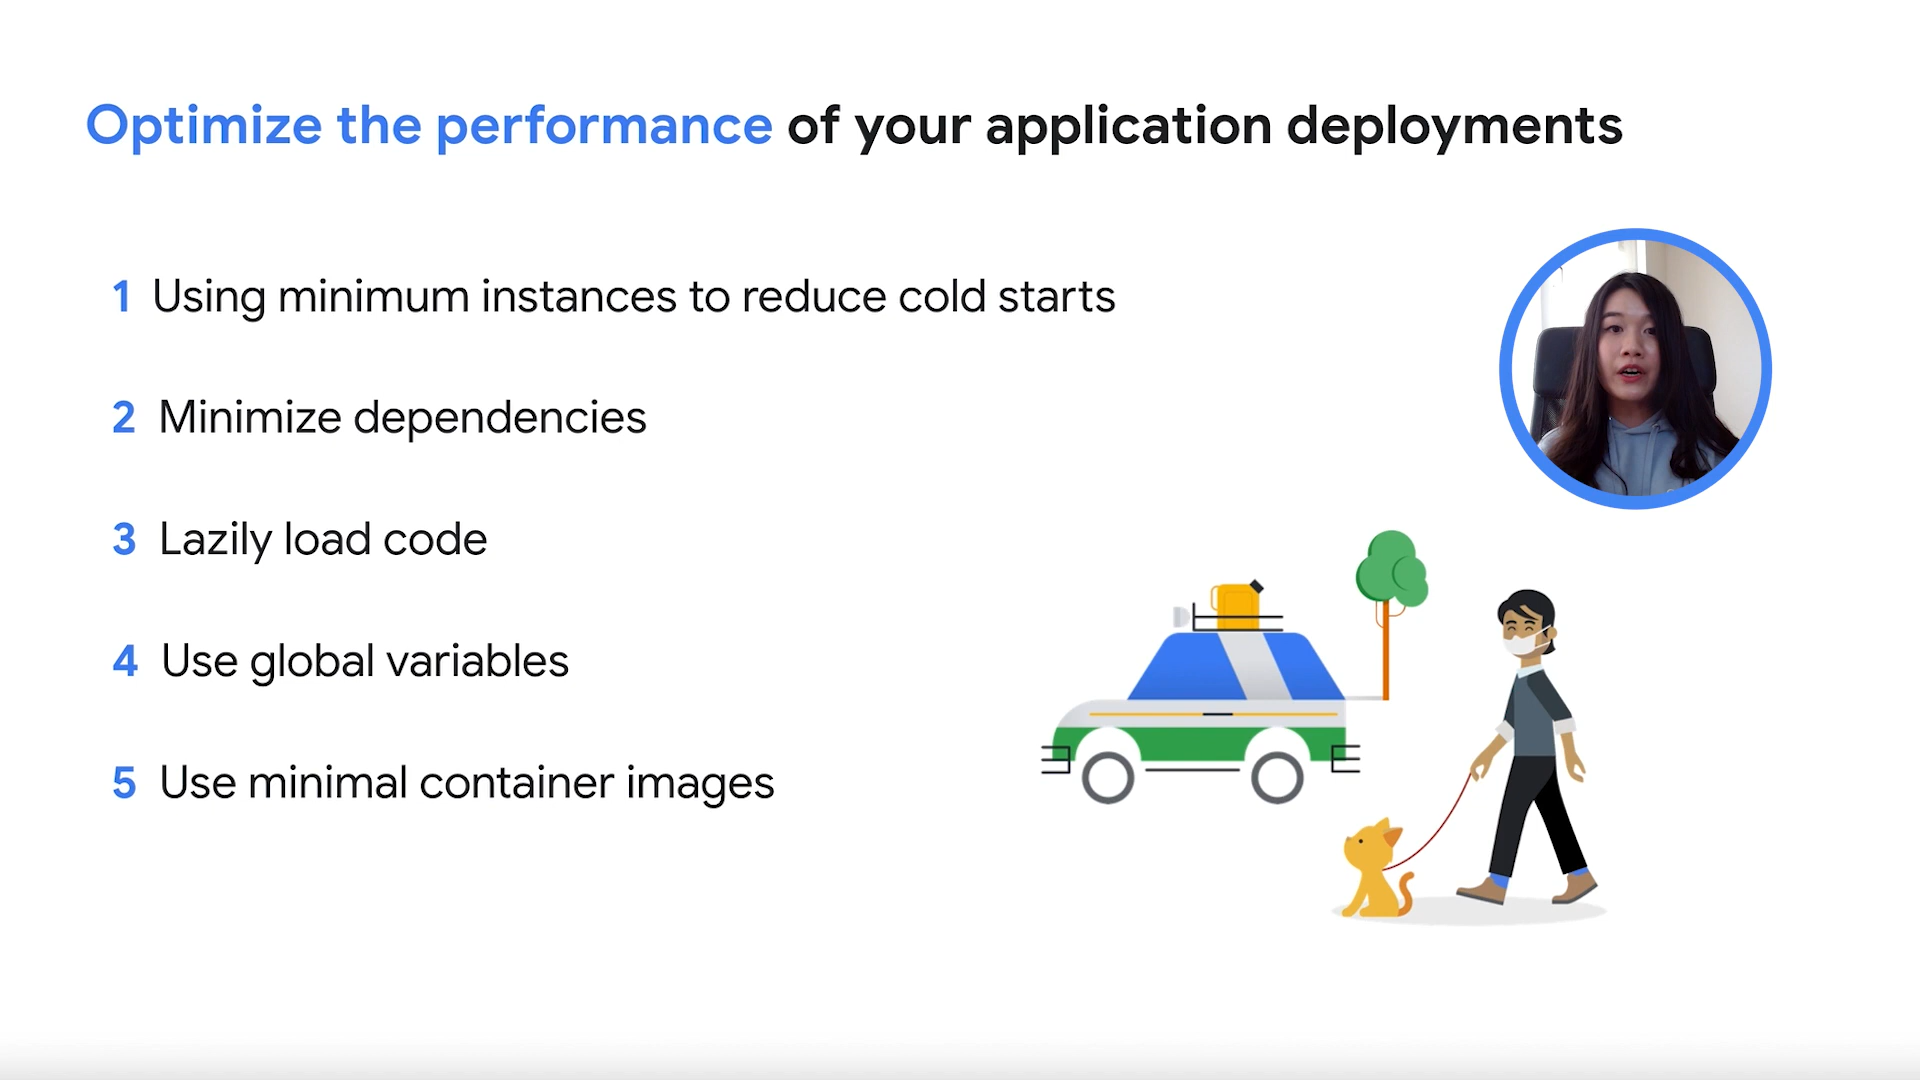 Optimize the performance of your application deployments
1 Using minimum instances to reduce cold starts
2 Minimize dependencies
3 Lazily load code
4 Use global variables
5 Use minimal container images